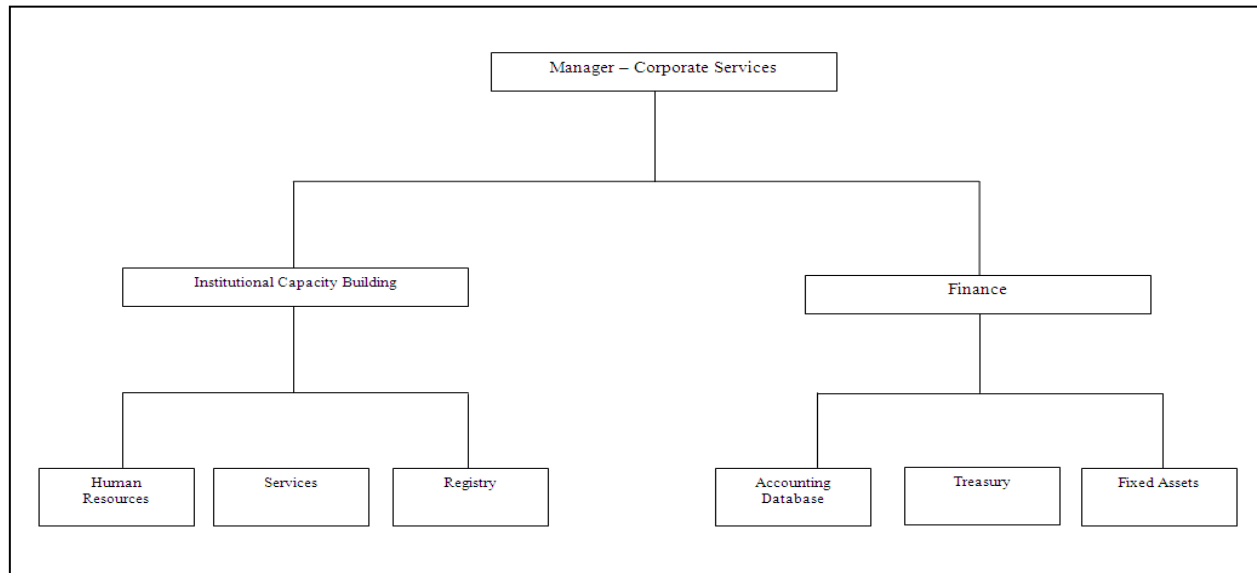 Manager – Corporate Services
Institutional Capacity Building
Finance
Human
Resources
Services
Registry
Accounting
Database
Treasury
Fixed Assets